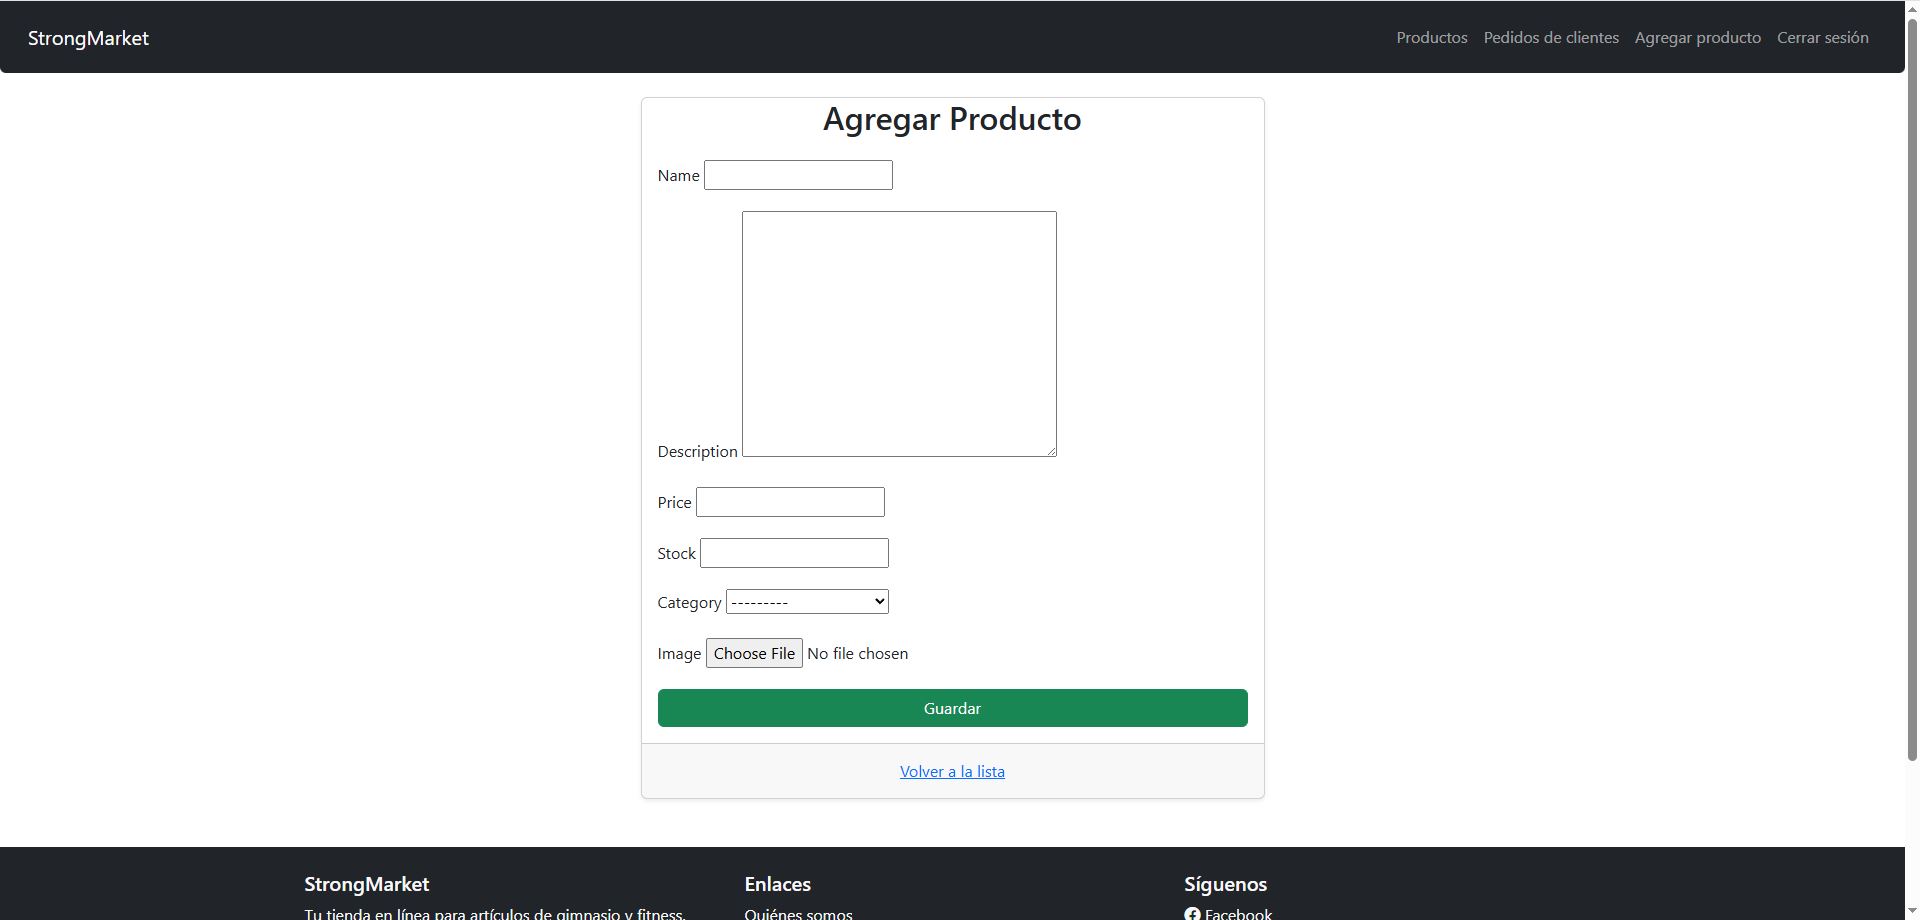 StrongMarket
Productos Pedidos de clientes Agregar producto Cerrar sesión
Agregar Producto
Name
Description
Price
Stock
Category ---------
Image Choose File No file chosen
Guardar
Volver a la lista
StrongMarket Enlaces Síguenos
Tu tienda en línea para artículos de gimnasio y fitness. Quiénes somos Facebook